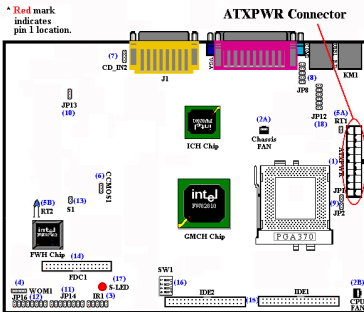 * Red mark
indicates
pin 1 location.
ATXPWR Connector
(7)
CD_IN2
J1
VGA
KM1
(8)
JP8
JP13
(10)
JP12
(18)
(5A)
RT1
ICH Chip
(2A)
Chassis
FAN
(1)
ATXPWR
(6)
CCMOS1
JP1
(9)
JP2
(5B)
RT2
(13)
S1
intel
FW82810
GMCH Chip
PGA370
FWH Chip
(14)
FDC1
(17)
S-LED
SW1
(16)
(4)
WOM1
JP16
(12)
(11)
JP14
IR1
(3)
IDE2
(15)
IDE1
(2B)
CPU
FAN